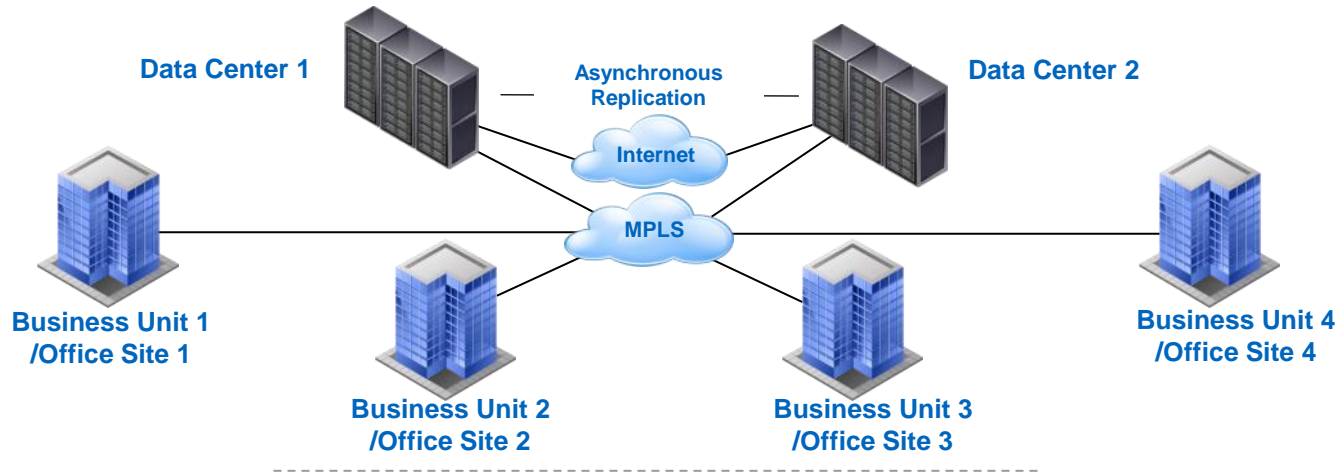 Data Center 1
Asynchronous
Replication
Data Center 2
Internet
MPLS
Business Unit 1
/Office Site 1
Business Unit 2
/Office Site 2
Business Unit 3
/Office Site 3
Business Unit 4
/Office Site 4